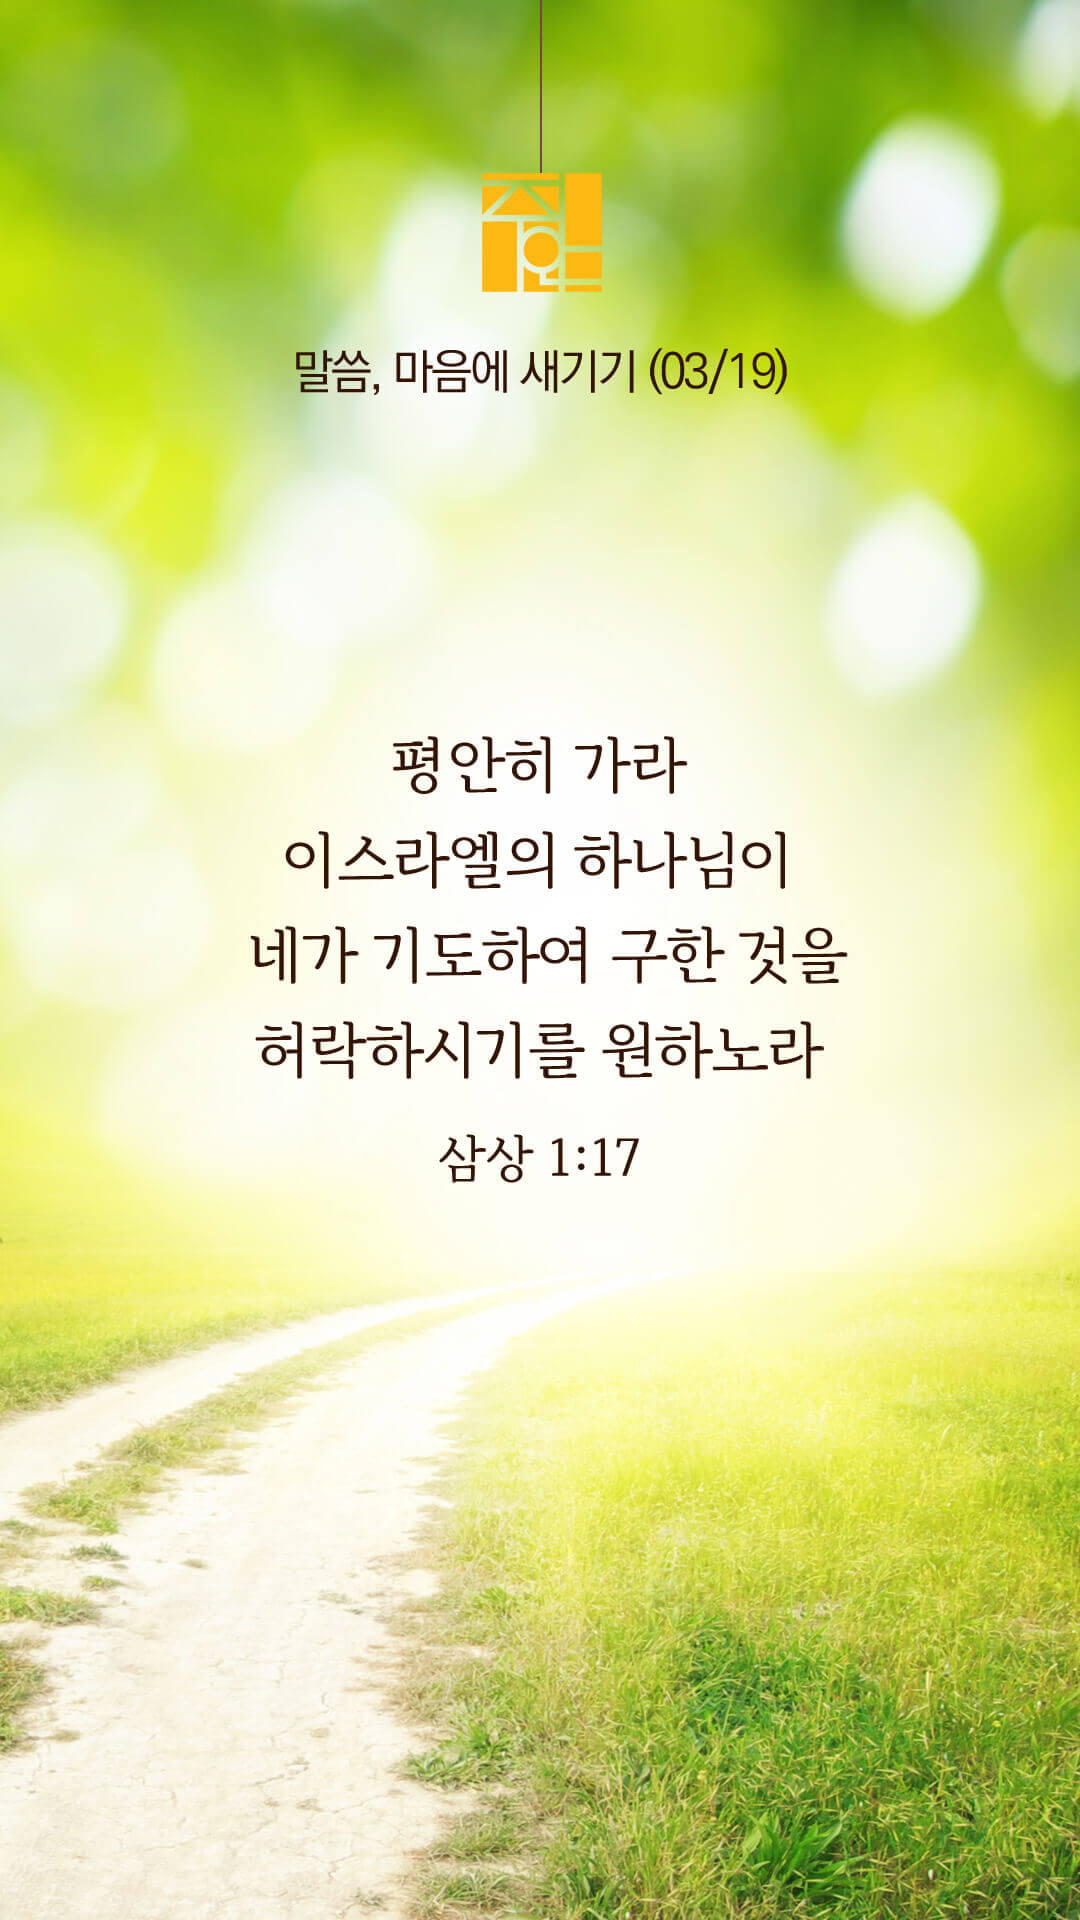 말씀, 마음에 새기기 (03/19)
평안히 가라
이스라엘의 하나님이
네가 기도하여 구한 것을
허락하시기를 원하노라
삼상 1:17